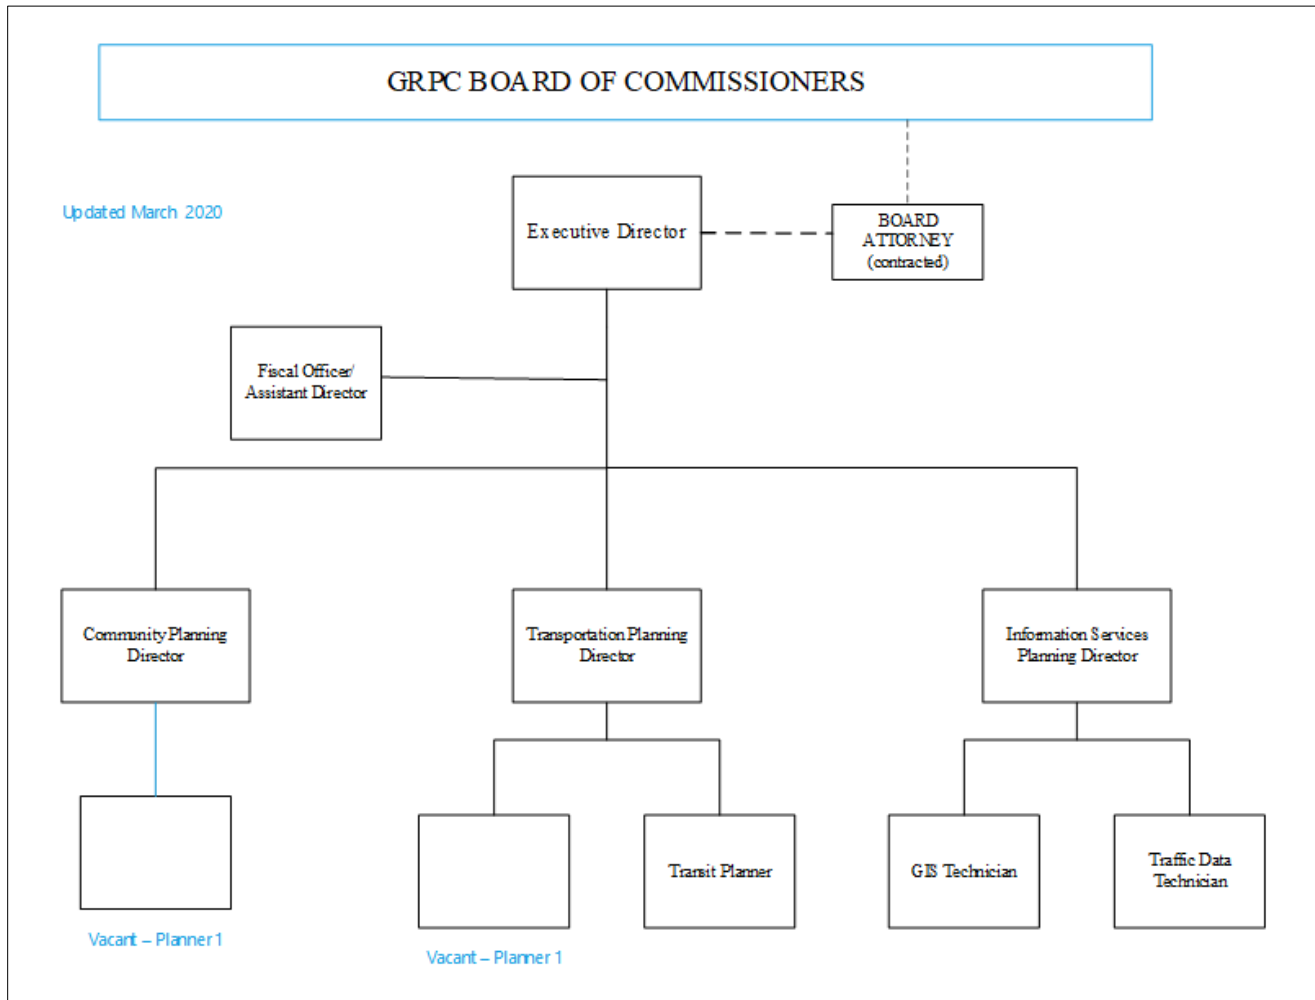 GRPC BOARD OF COMMISSIONERS
Updated March 2020
Executive Director
BOARD
ATTORNEY
(contracted)
Fiscal Officer/
Assistant Director
Community Planning
Director
Transportation Planning
Director
Information Services
Planning Director
Transit Planner
GIS Technician
Traffic Data
Technician
Vacant – Planner 1
Vacant – Planner 1